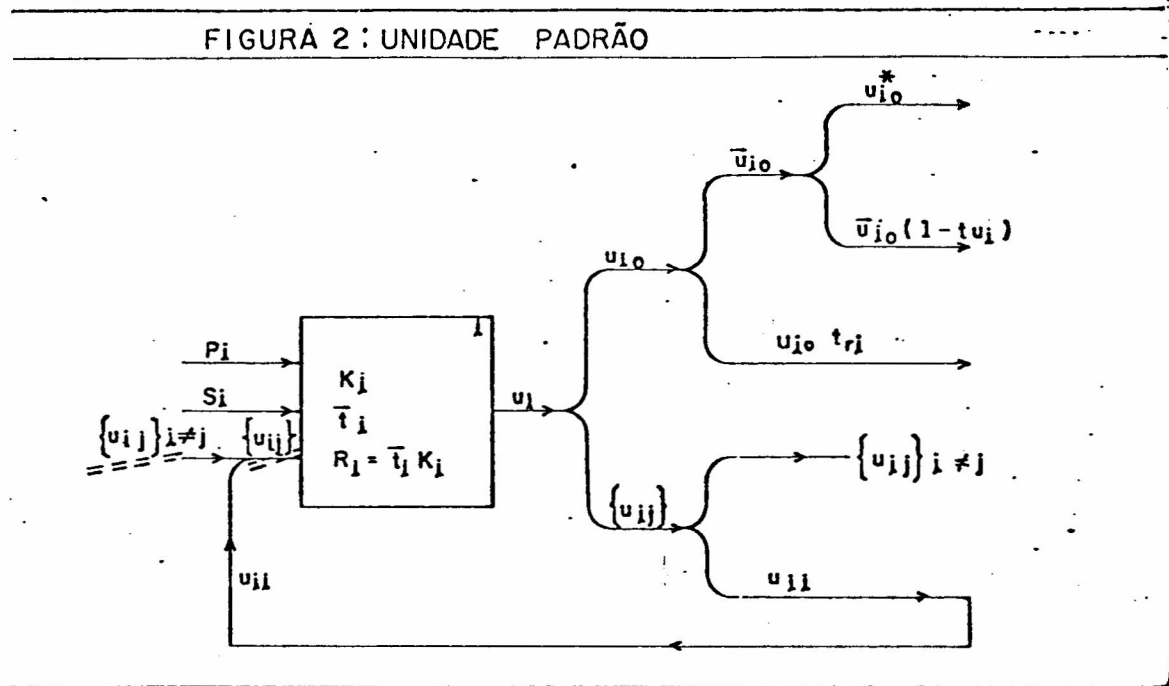 FIGURA 2 : UNIDADE PADRÃO
u*io
ūio
ūio(1-tui)
uio
uio tri
i
Pi
Ki
Si
t̄i
ui
{uij}i≠j
{uij}
Ri = t̄i Ki
{uij} i≠j
{uij}
uii
uii